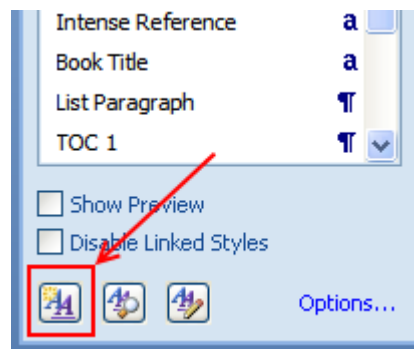 Intense Reference a
Book Title a
List Paragraph ¶
TOC 1 ¶
Show Preview
Disable Linked Styles
Options...